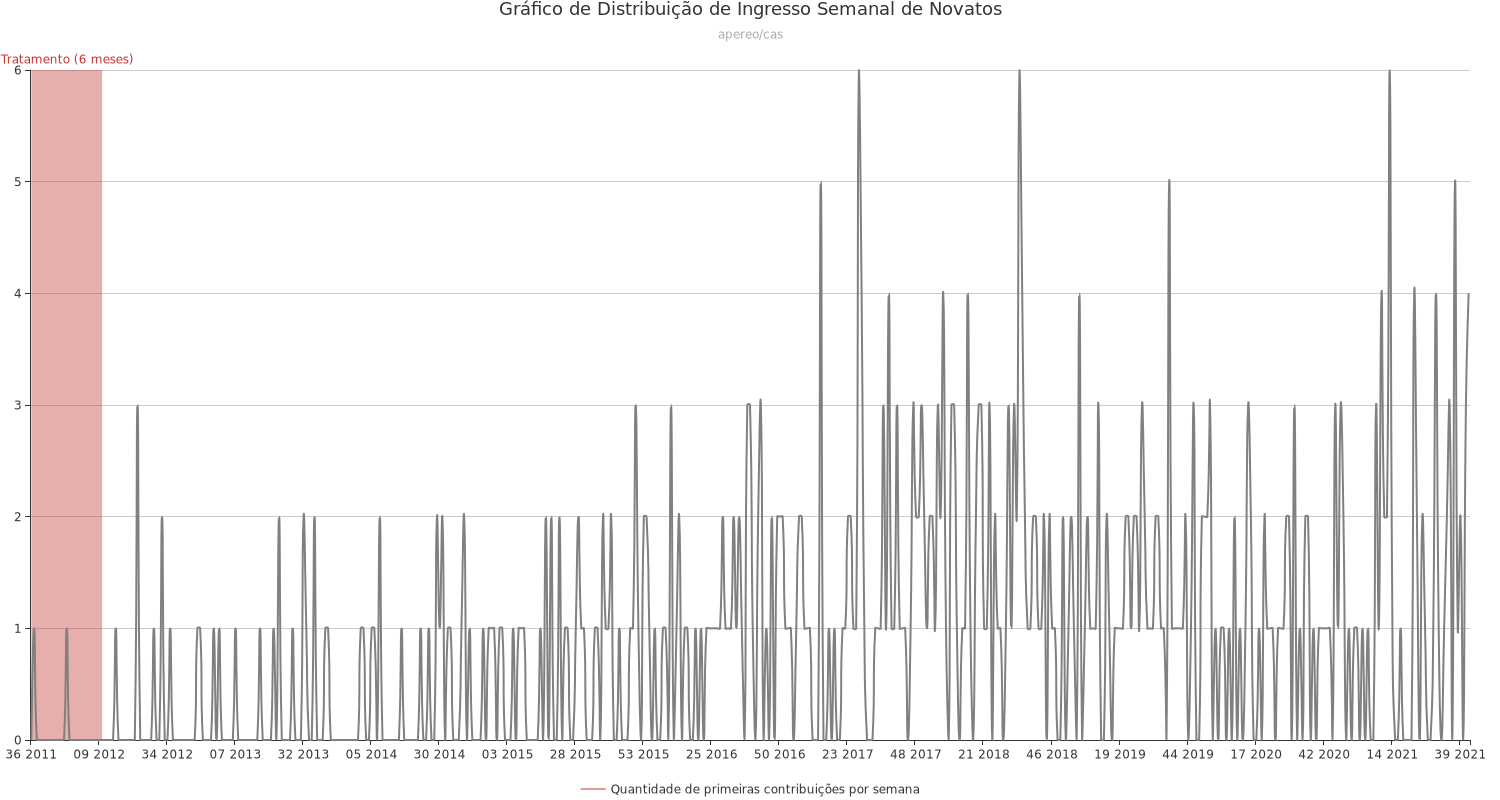 Gráfico de Distribuição de Ingresso Semanal de Novatos
apereo/cas
Tratamento (6 meses)
6
5
4
3
2
1
0
36 2011 09 2012 34 2012 07 2013 32 2013 05 2014 30 2014 03 2015 28 2015 53 2015 25 2016 50 2016 23 2017 48 2017 21 2018 46 2018 19 2019 44 2019 17 2020 42 2020 14 2021 39 2021
Quantidade de primeiras contribuições por semana